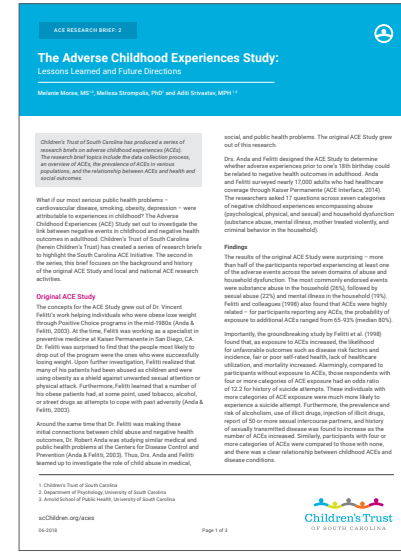 ACE RESEARCH BRIEF: 2
The Adverse Childhood Experiences Study:
Lessons Learned and Future Directions
Melanie Morse, MS¹,², Melissa Strompolis, PhD¹ and Aditi Srivastav, MPH ¹,³
Children's Trust of South Carolina has produced a series of
research briefs on adverse childhood experiences (ACEs).
The research brief topics include the data collection process,
an overview of ACEs, the prevalence of ACEs in various
populations, and the relationship between ACEs and health and
social outcomes.
What if our most serious public health problems –
cardiovascular disease, smoking, obesity, depression – were
attributable to experiences in childhood? The Adverse
Childhood Experiences (ACE) Study set out to investigate the
link between negative events in childhood and negative health
outcomes in adulthood. Children's Trust of South Carolina
(herein Children's Trust) has created a series of research briefs
to highlight the South Carolina ACE Initiative. The second in
the series, this brief focuses on the background and history
of the original ACE Study and local and national ACE research
activities.
Original ACE Study
The concepts for the ACE Study grew out of Dr. Vincent
Felitti's work helping individuals who were obese lose weight
through Positive Choice programs in the mid-1980s (Anda &
Felitti, 2003). At the time, Felitti was working as a specialist in
preventive medicine at Kaiser Permanente in San Diego, CA.
Dr. Felitti was surprised to find that the people most likely to
drop out of the program were the ones who were successfully
losing weight. Upon further investigation, Felitti realized that
many of his patients had been abused as children and were
using obesity as a shield against unwanted sexual attention or
physical attack. Furthermore, Felitti learned that a number of
his obese patients had, at some point, used tobacco, alcohol,
or street drugs as attempts to cope with past adversity (Anda &
Felitti, 2003).
Around the same time that Dr. Felitti was making these
initial connections between child abuse and negative health
outcomes, Dr. Robert Anda was studying similar medical and
public health problems at the Centers for Disease Control and
Prevention (Anda & Felitti, 2003). Thus, Drs. Anda and Felitti
teamed up to investigate the role of child abuse in medical,
social, and public health problems. The original ACE Study grew
out of this research.
Drs. Anda and Felitti designed the ACE Study to determine
whether adverse experiences prior to one's 18th birthday could
be related to negative health outcomes in adulthood. Anda
and Felitti surveyed nearly 17,000 adults who had healthcare
coverage through Kaiser Permanente (ACE Interface, 2014).
The researchers asked 17 questions across seven categories
of negative childhood experiences encompassing abuse
(psychological, physical, and sexual) and household dysfunction
(substance abuse, mental illness, mother treated violently, and
criminal behavior in the household).
Findings
The results of the original ACE Study were surprising – more
than half of the participants reported experiencing at least one
of the adverse events across the seven domains of abuse and
household dysfunction. The most commonly endorsed events
were substance abuse in the household (26%), followed by
sexual abuse (22%) and mental illness in the household (19%).
Felitti and colleagues (1998) also found that ACEs were highly
related – for participants reporting any ACEs, the probability of
exposure to additional ACEs ranged from 65-93% (median 80%).
Importantly, the groundbreaking study by Felitti et al. (1998)
found that, as exposure to ACEs increased, the likelihood
for unfavorable outcomes such as disease risk factors and
incidence, fair or poor self-rated health, lack of healthcare
utilization, and mortality increased. Alarmingly, compared to
participants without exposure to ACEs, those respondents with
four or more categories of ACE exposure had an odds ratio
of 12.2 for history of suicide attempts. These individuals with
more categories of ACE exposure were much more likely to
experience a suicide attempt. Furthermore, the prevalence and
risk of alcoholism, use of illicit drugs, injection of illicit drugs,
report of 50 or more sexual intercourse partners, and history
of sexually transmitted disease was found to increase as the
number of ACEs increased. Similarly, participants with four or
more categories of ACEs were compared to those with none,
and there was a clear relationship between childhood ACEs and
disease conditions.
1. Children's Trust of South Carolina
2. Department of Psychology, University of South Carolina
3. Arnold School of Public Health, University of South Carolina
scChildren.org/aces
06-2018
Page 1 of 3
Children's Trust
OF SOUTH CAROLINA